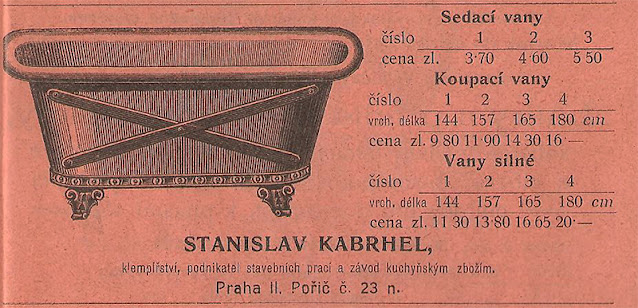 Sedací vany
číslo 1 2 3
cena zl. 3·70 4·60 5 50
Koupací vany
číslo 1 2 3 4
vrch. délka 144 157 165 180 cm
cena zl. 9 80 11·90 14 30 16·—
Vany silné
číslo 1 2 3 4
vrch. délka 144 157 165 180 cm
cena zl. 11 30 13·80 16 65 20·—
STANISLAV KABRHEL,
klempířství, podnikatel stavebních prací a závod kuchyňským zbožím.
Praha II. Pořič č. 23 n.